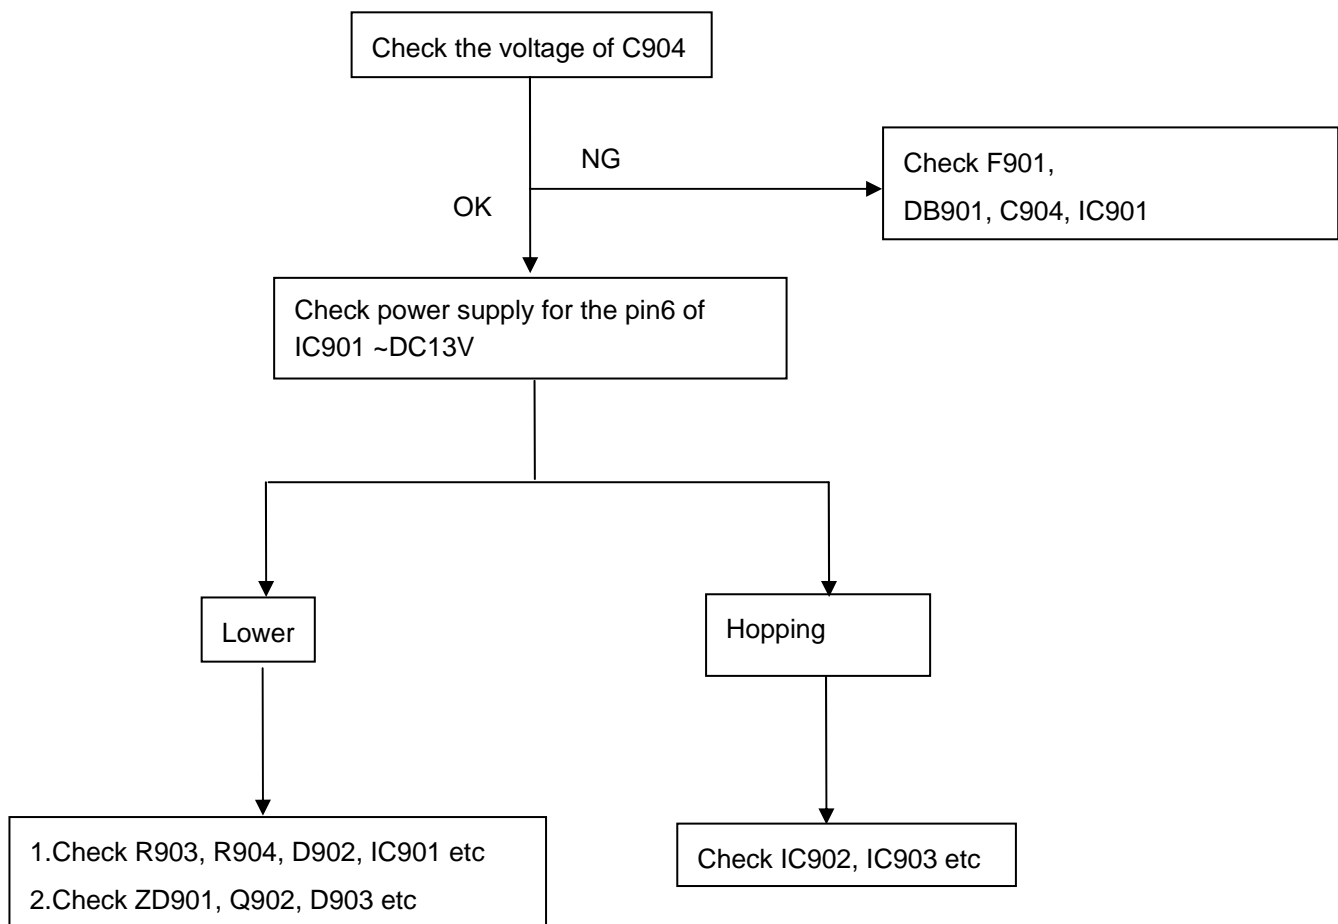 Check the voltage of C904
NG
Check F901,
DB901, C904, IC901
OK
Check power supply for the pin6 of
IC901 ~DC13V
Lower
Hopping
1.Check R903, R904, D902, IC901 etc
2.Check ZD901, Q902, D903 etc
Check IC902, IC903 etc